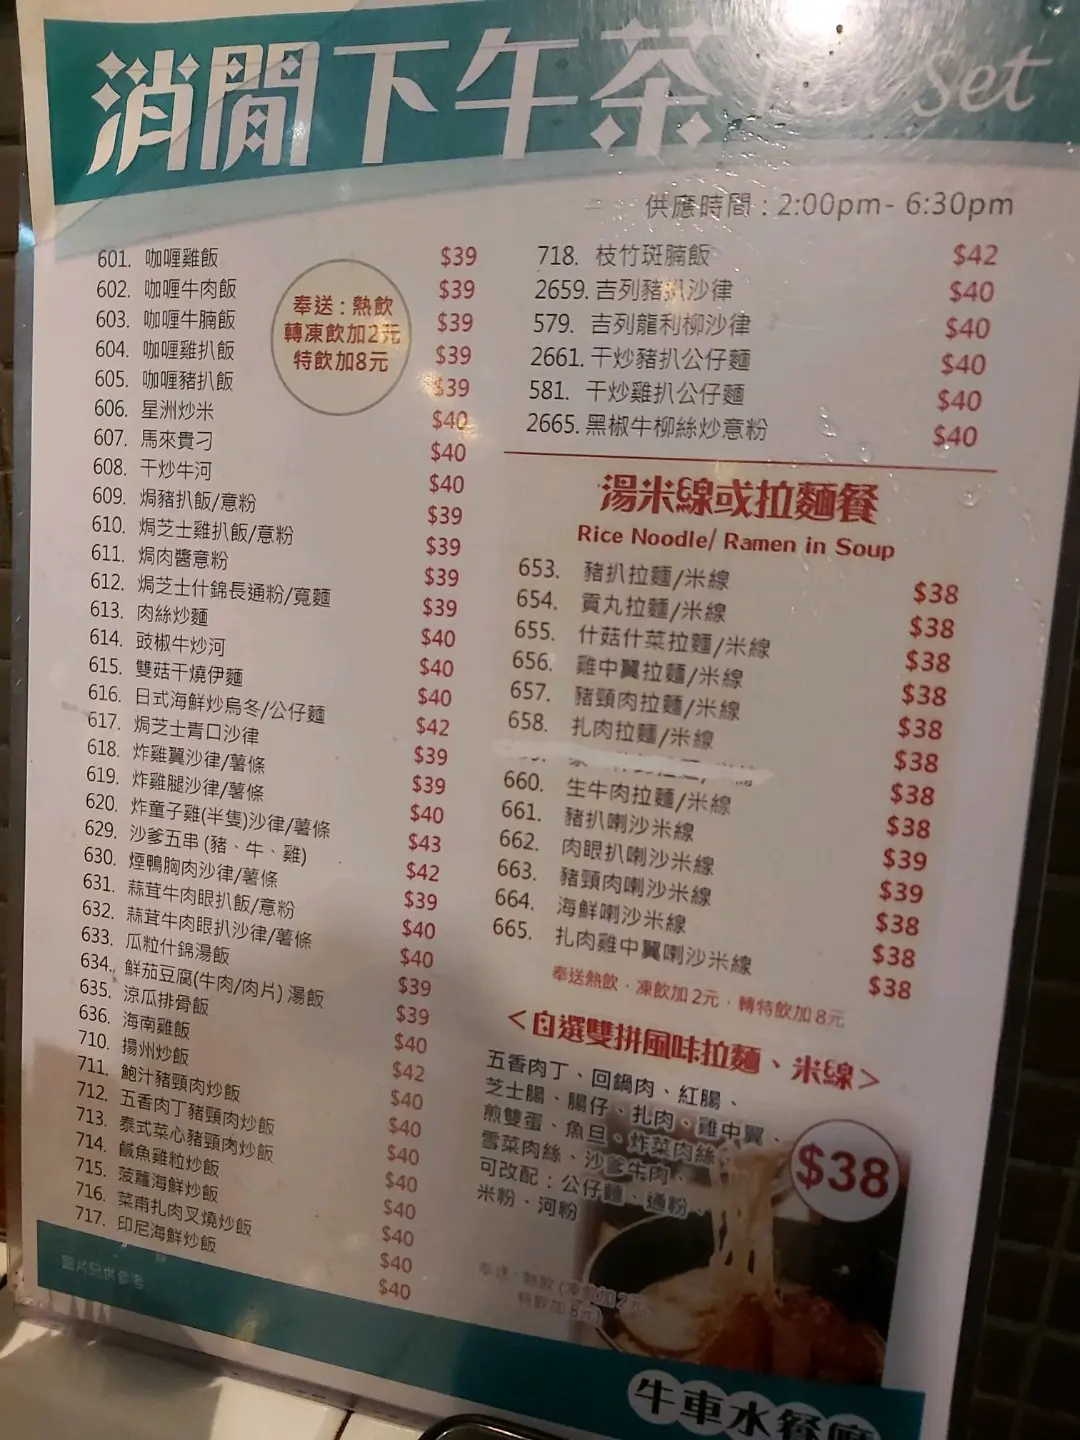 消閒下午茶 Tea Set
供應時間 : 2:00pm- 6:30pm
601. 咖喱雞飯 $39
602. 咖喱牛肉飯 $39
603. 咖喱牛腩飯 $39
604. 咖喱雞扒飯 $39
605. 咖喱豬扒飯 $39
606. 星洲炒米 $40
607. 馬來貴刁 $40
608. 干炒牛河 $40
609. 焗豬扒飯/意粉 $39
610. 焗芝士雞扒飯/意粉 $39
611. 焗肉醬意粉 $39
612. 焗芝士什錦長通粉/寬麵 $39
613. 肉絲炒麵 $40
614. 豉椒牛炒河 $40
615. 雙菇干燒伊麵 $40
616. 日式海鮮炒烏冬/公仔麵 $42
617. 焗芝士青口沙律 $39
618. 炸雞翼沙律/薯條 $39
619. 炸雞腿沙律/薯條 $40
620. 炸童子雞(半隻)沙律/薯條 $43
629. 沙爹五串 (豬、牛、雞) $42
630. 煙鴨胸肉沙律/薯條 $39
631. 蒜茸牛肉眼扒飯/意粉 $40
632. 蒜茸牛肉眼扒沙律/薯條 $40
633. 瓜粒什錦湯飯 $39
634. 鮮茄豆腐(牛肉/肉片) 湯飯 $39
635. 涼瓜排骨飯 $40
636. 海南雞飯 $42
710. 揚州炒飯 $40
711. 鮑汁豬頸肉炒飯 $40
712. 五香肉丁豬頸肉炒飯 $40
713. 泰式菜心豬頸肉炒飯 $40
714. 鹹魚雞粒炒飯 $40
715. 菠蘿海鮮炒飯 $40
716. 菜甫扎肉叉燒炒飯 $40
717. 印尼海鮮炒飯 $40
奉送 : 熱飲
轉凍飲加2元
特飲加8元
圖片只供參考
718. 枝竹斑腩飯 $42
2659. 吉列豬扒沙律 $40
579. 吉列龍利柳沙律 $40
2661. 干炒豬扒公仔麵 $40
581. 干炒雞扒公仔麵 $40
2665. 黑椒牛柳絲炒意粉 $40
湯米線或拉麵餐
Rice Noodle/ Ramen in Soup
653. 豬扒拉麵/米線 $38
654. 貢丸拉麵/米線 $38
655. 什菇什菜拉麵/米線 $38
656. 雞中翼拉麵/米線 $38
657. 豬頸肉拉麵/米線 $38
658. 扎肉拉麵/米線 $38
$38
660. 生牛肉拉麵/米線 $38
661. 豬扒喇沙米線 $39
662. 肉眼扒喇沙米線 $39
663. 豬頸肉喇沙米線 $38
664. 海鮮喇沙米線 $38
665. 扎肉雞中翼喇沙米線 $38
奉送熱飲，凍飲加2元，轉特飲加8元
<自選雙拼風味拉麵、米線>
五香肉丁、回鍋肉、紅腸、
芝士腸、腸仔、扎肉、雞中翼、
煎雙蛋、魚旦、炸菜肉絲、
雪菜肉絲、沙爹牛肉、
可改配 : 公仔麵、通粉、
米粉、河粉
$38
奉送 : 熱飲 (凍飲加2元、
特飲加8元)
牛車水餐廳